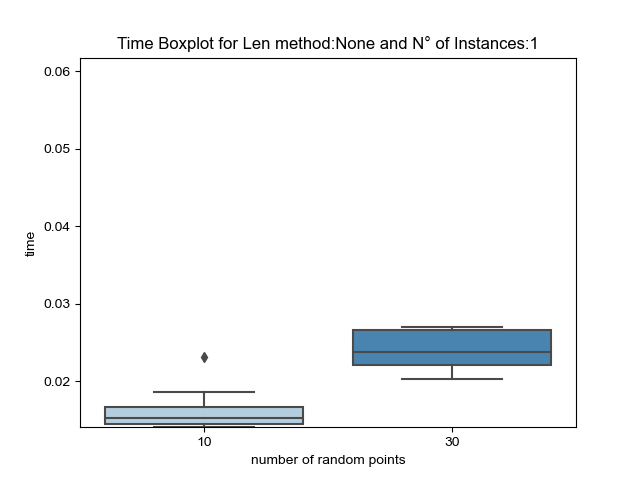 Time Boxplot for Len method:None and N° of Instances:1
0.06
0.05
0.04
0.03
0.02
time
10
30
number of random points